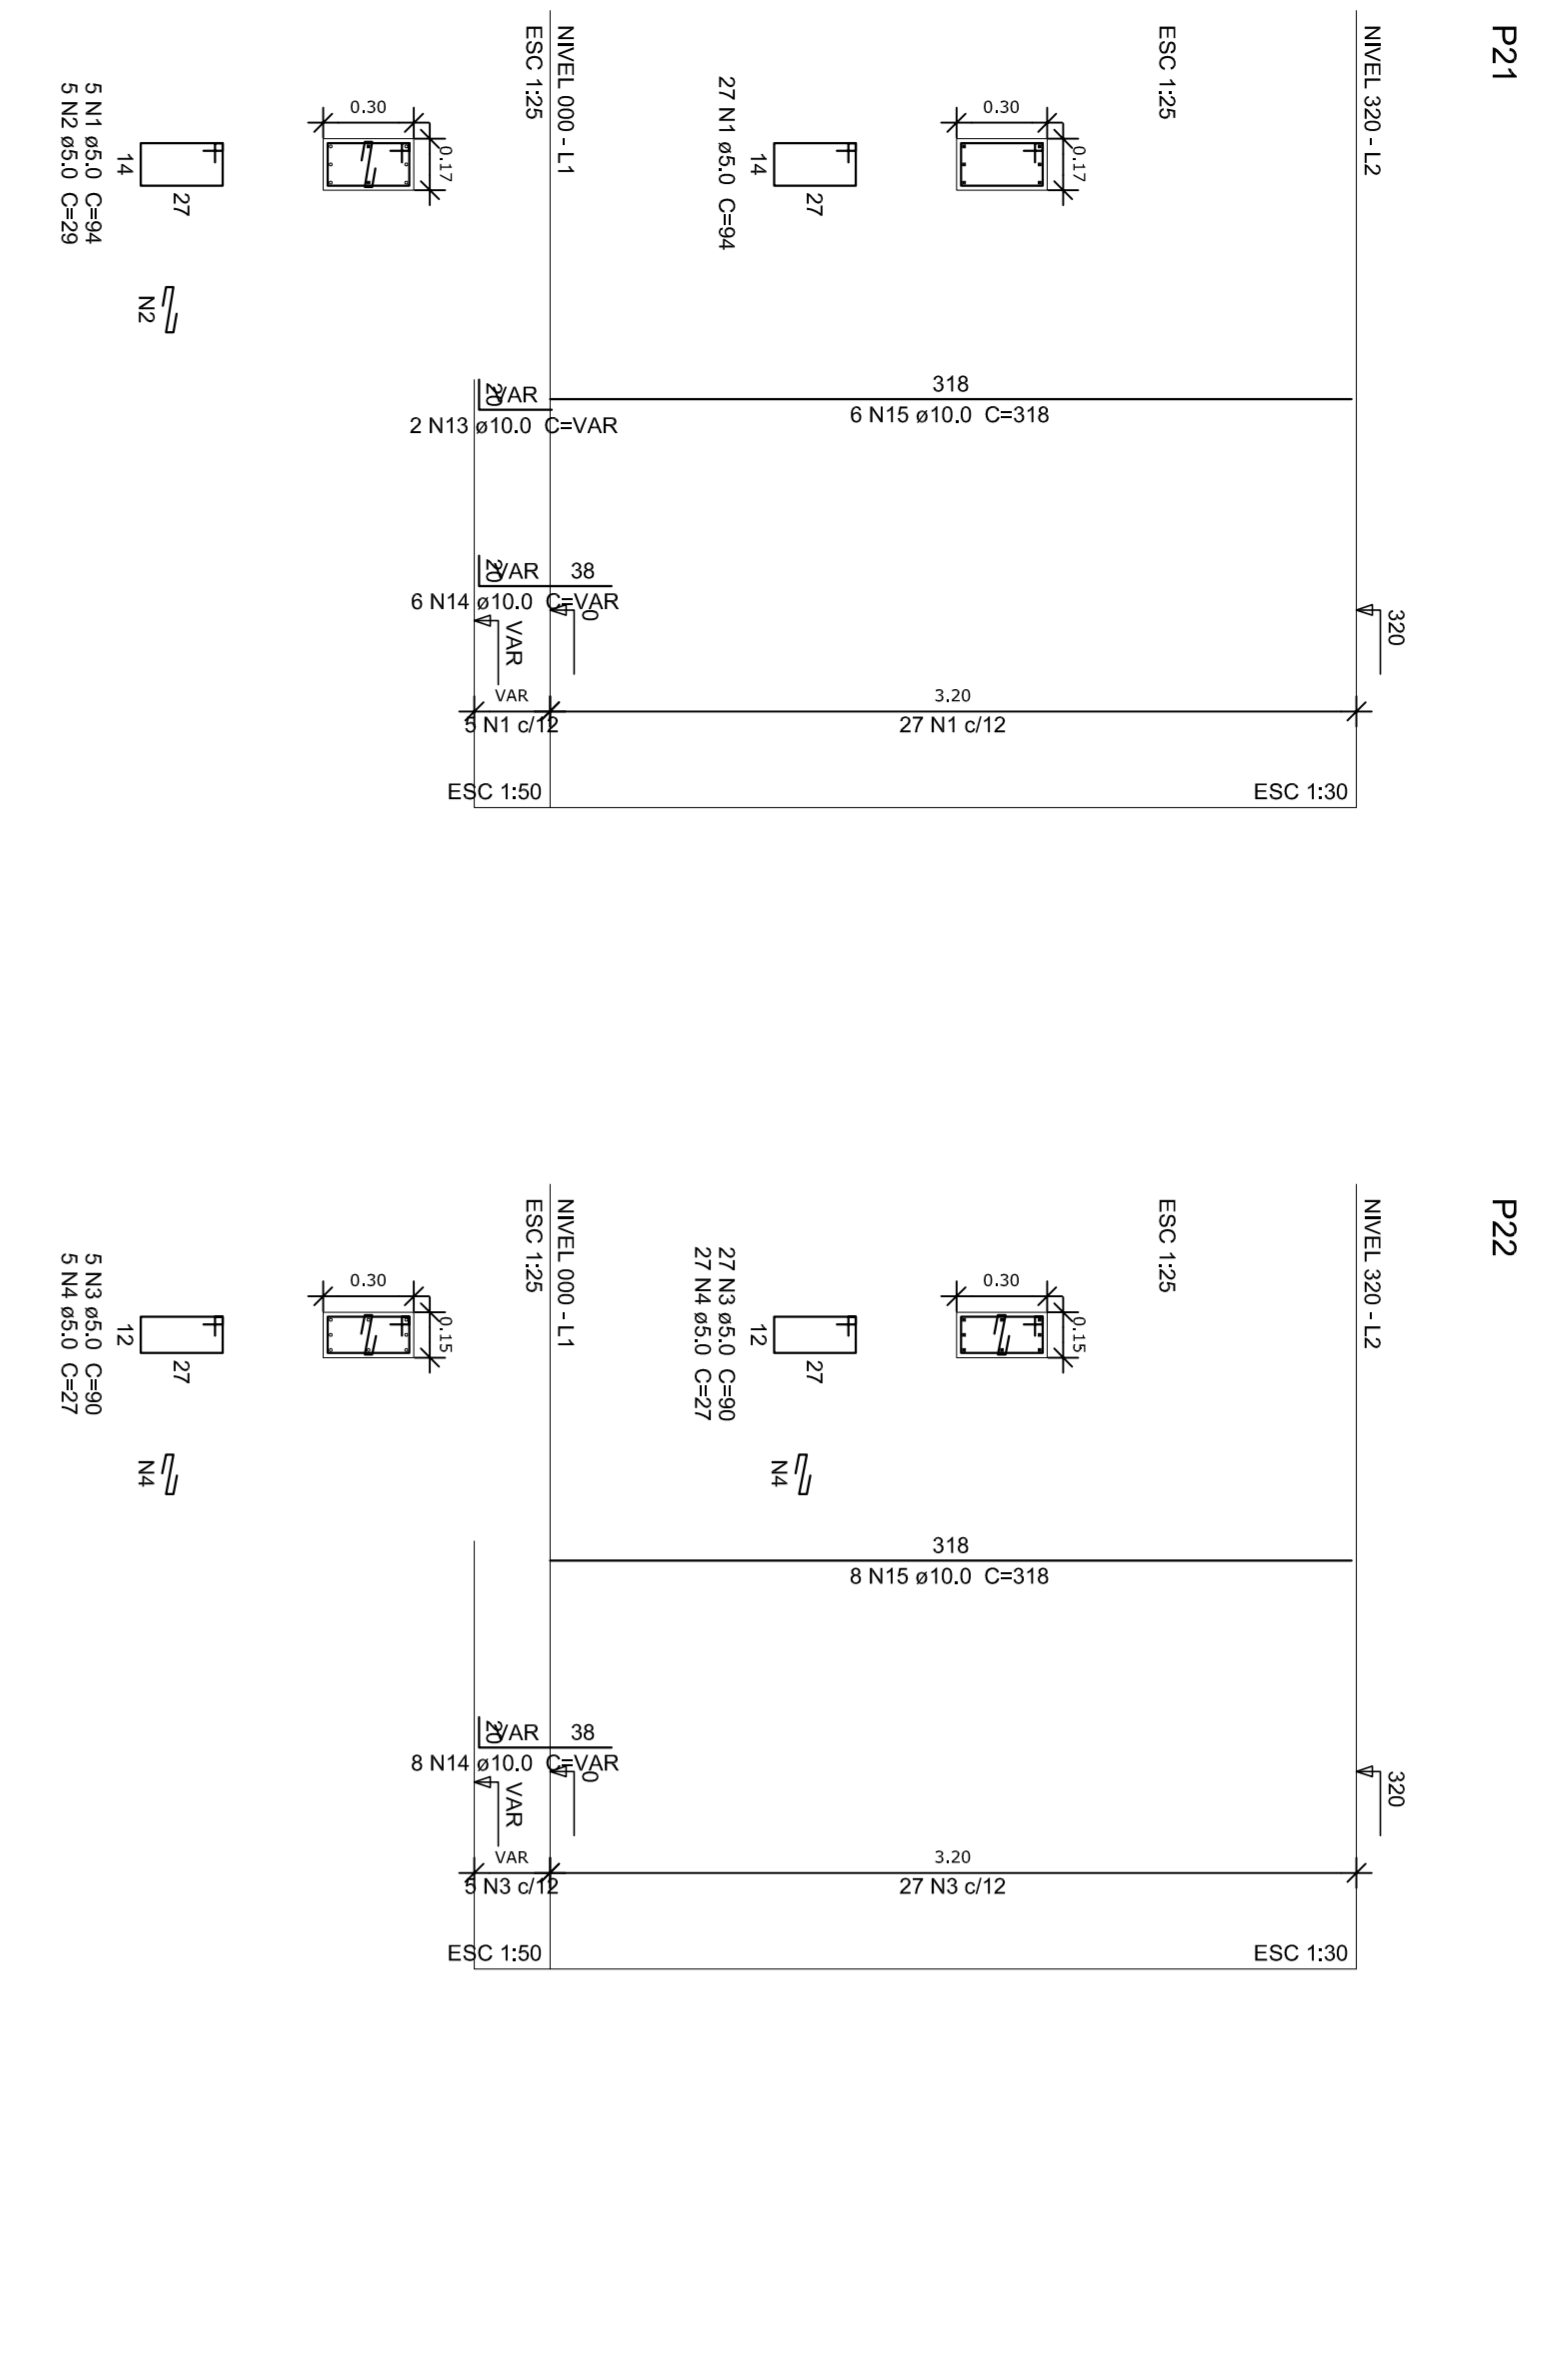 P21
NIVEL 320 - L2
ESC 1:25
0.30
0.17
14
27
27 N1 ø5.0 C=94
NIVEL 000 - L1
ESC 1:25
0.30
0.17
14
27
5 N1 ø5.0 C=94
5 N2 ø5.0 C=29
N2
318
6 N15 ø10.0 C=318
20
VAR
2 N13 ø10.0 C=VAR
20
VAR
38
6 N14 ø10.0 C=VAR
0
VAR
320
VAR
3.20
5 N1 c/12
27 N1 c/12
ESC 1:50
ESC 1:30
P22
NIVEL 320 - L2
ESC 1:25
0.30
0.15
12
27
27 N3 ø5.0 C=90
27 N4 ø5.0 C=27
N4
NIVEL 000 - L1
ESC 1:25
0.30
0.15
12
27
5 N3 ø5.0 C=90
5 N4 ø5.0 C=27
N4
318
8 N15 ø10.0 C=318
20
VAR
38
8 N14 ø10.0 C=VAR
0
VAR
320
VAR
3.20
5 N3 c/12
27 N3 c/12
ESC 1:50
ESC 1:30